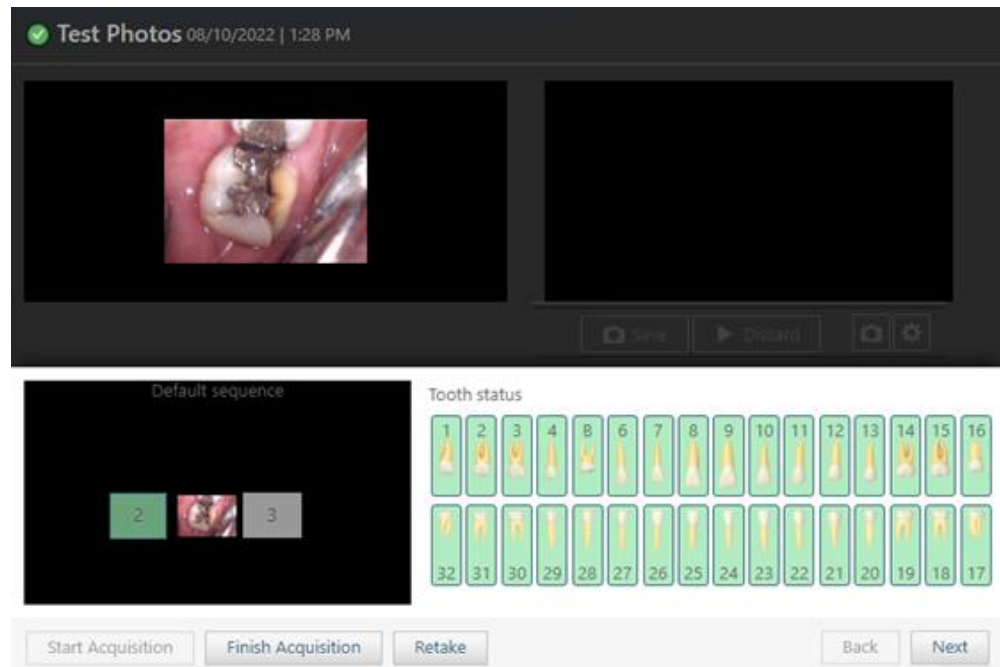 Test Photos 08/10/2022 | 1:28 PM
Save Discard
Default sequence
2 3
Tooth status
1 2 3 4 B 6 7 8 9 10 11 12 13 14 15 16
32 31 30 29 28 27 26 25 24 23 22 21 20 19 18 17
Start Acquisition Finish Acquisition Retake Back Next